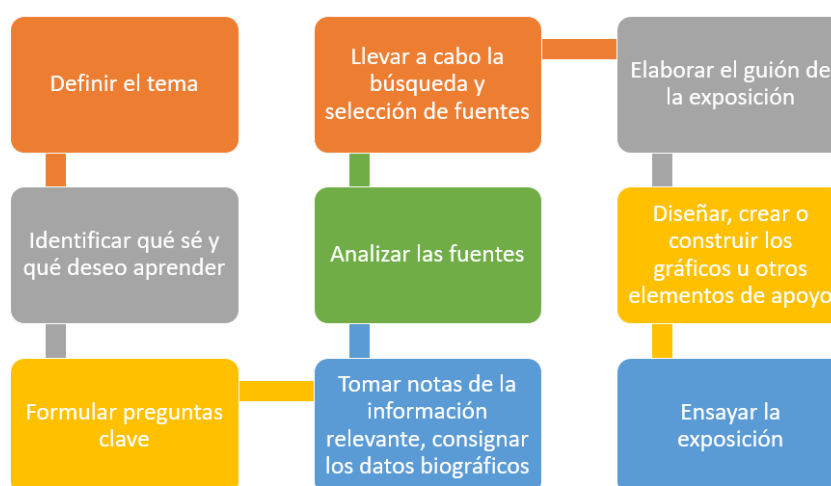 Definir el tema
Identificar qué sé y
qué deseo aprender
Formular preguntas
clave
Tomar notas de la
información
relevante, consignar
los datos biográficos
Analizar las fuentes
Llevar a cabo la
búsqueda y
selección de fuentes
Elaborar el guión de
la exposición
Diseñar, crear o
construir los
gráficos u otros
elementos de apoyo
Ensayar la
exposición